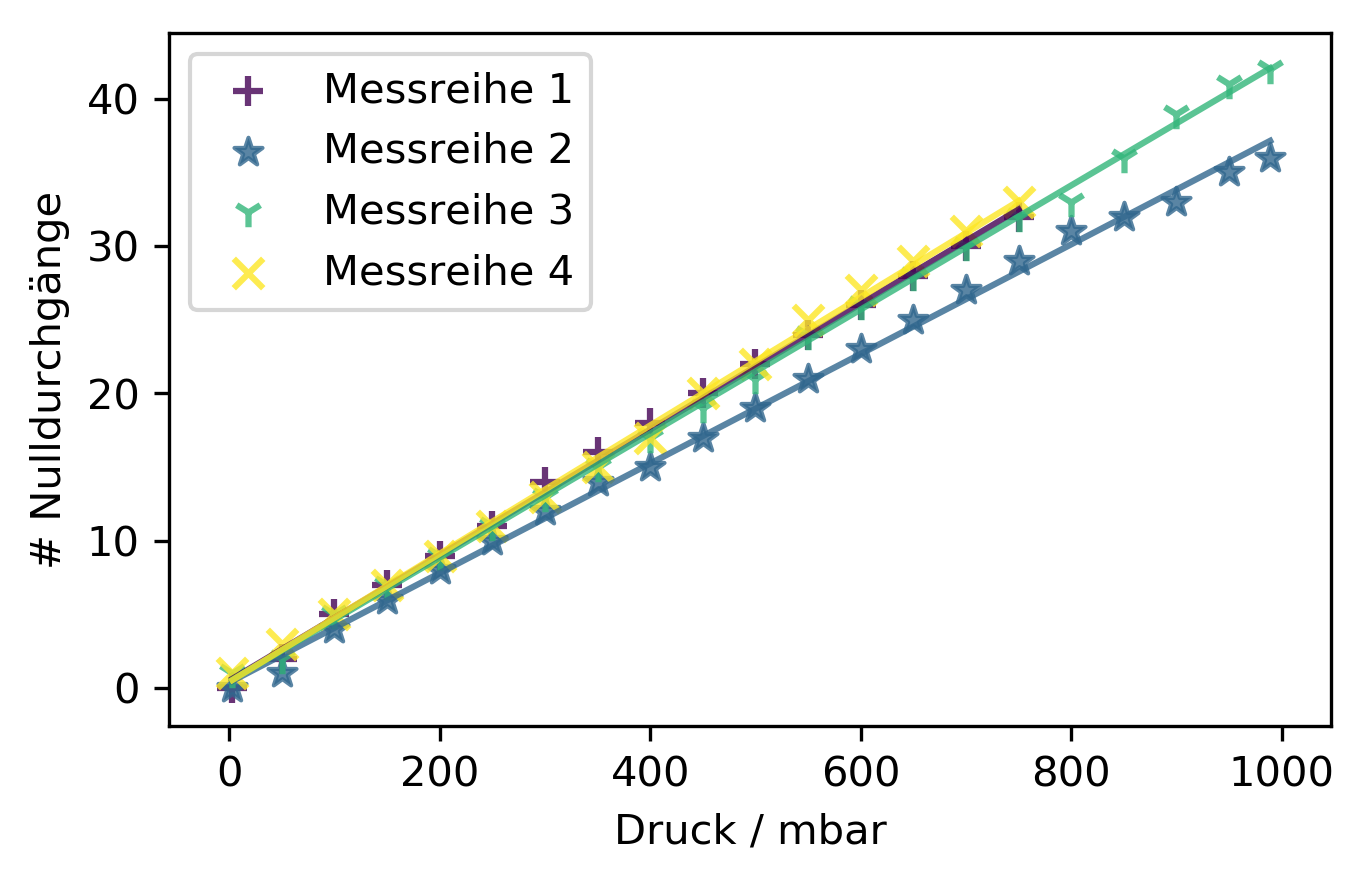 Messreihe 1
Messreihe 2
Messreihe 3
Messreihe 4
# Nulldurchgänge
40
30
20
10
0
0 200 400 600 800 1000
Druck / mbar